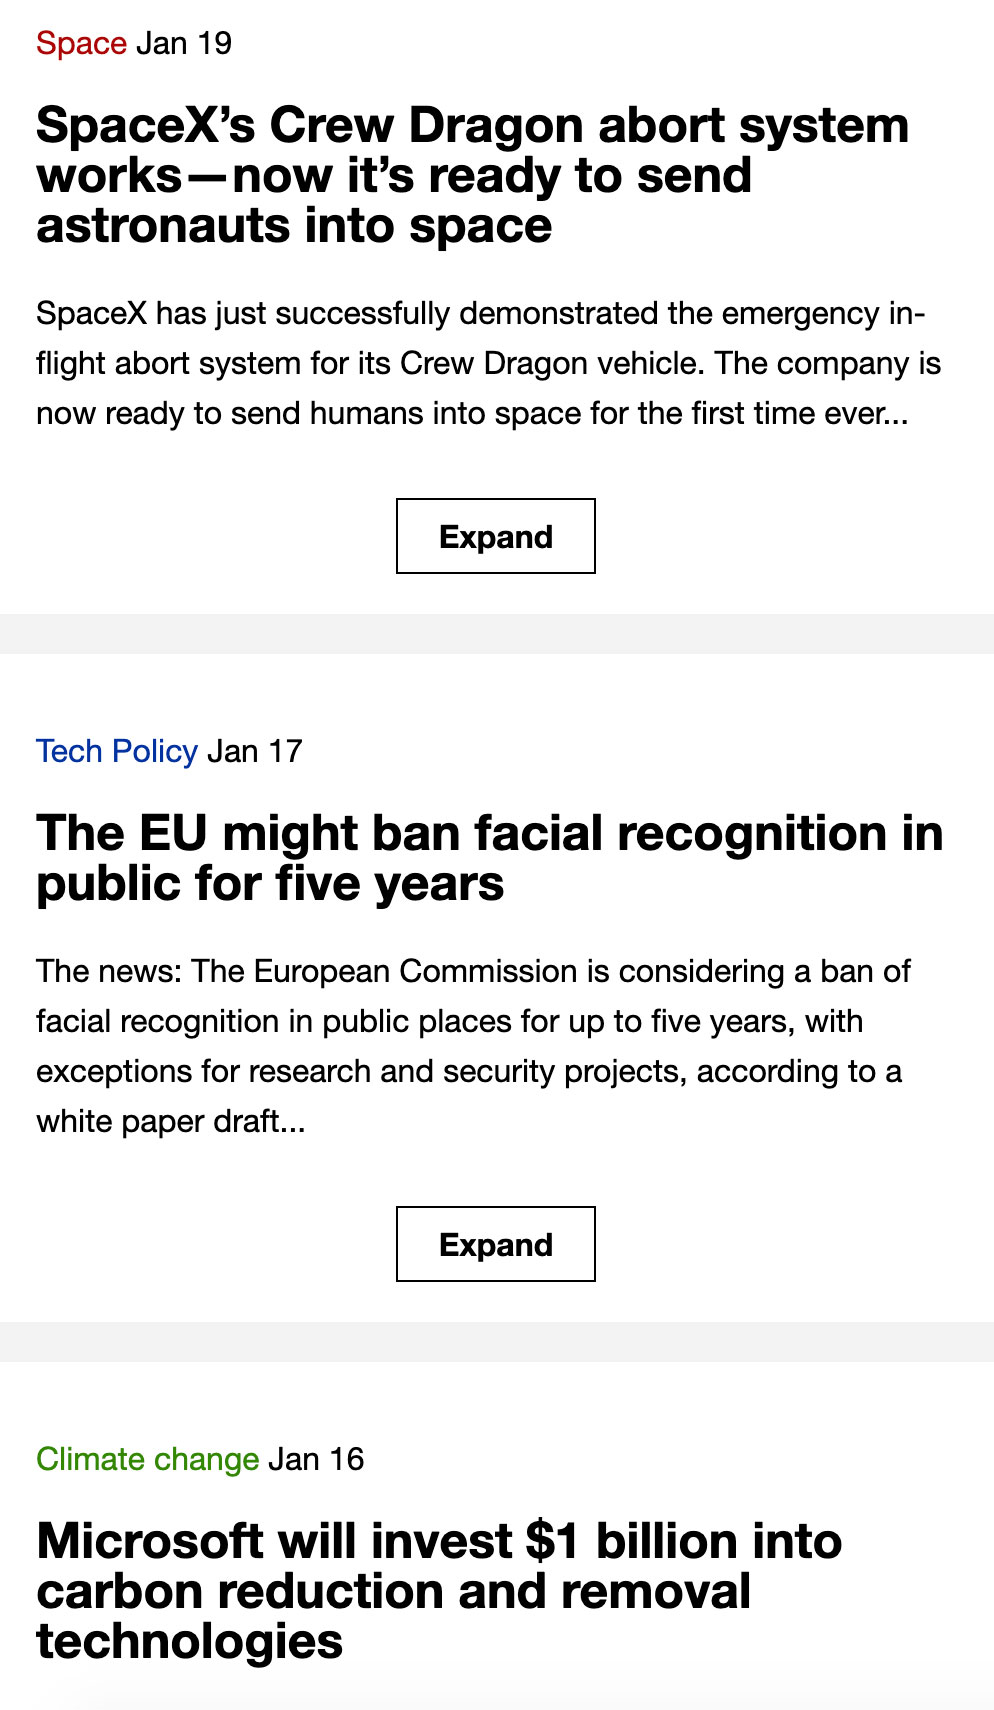 Space Jan 19
SpaceX’s Crew Dragon abort system
works—now it’s ready to send
astronauts into space
SpaceX has just successfully demonstrated the emergency in-
flight abort system for its Crew Dragon vehicle. The company is
now ready to send humans into space for the first time ever...
Expand
Tech Policy Jan 17
The EU might ban facial recognition in
public for five years
The news: The European Commission is considering a ban of
facial recognition in public places for up to five years, with
exceptions for research and security projects, according to a
white paper draft...
Expand
Climate change Jan 16
Microsoft will invest $1 billion into
carbon reduction and removal
technologies